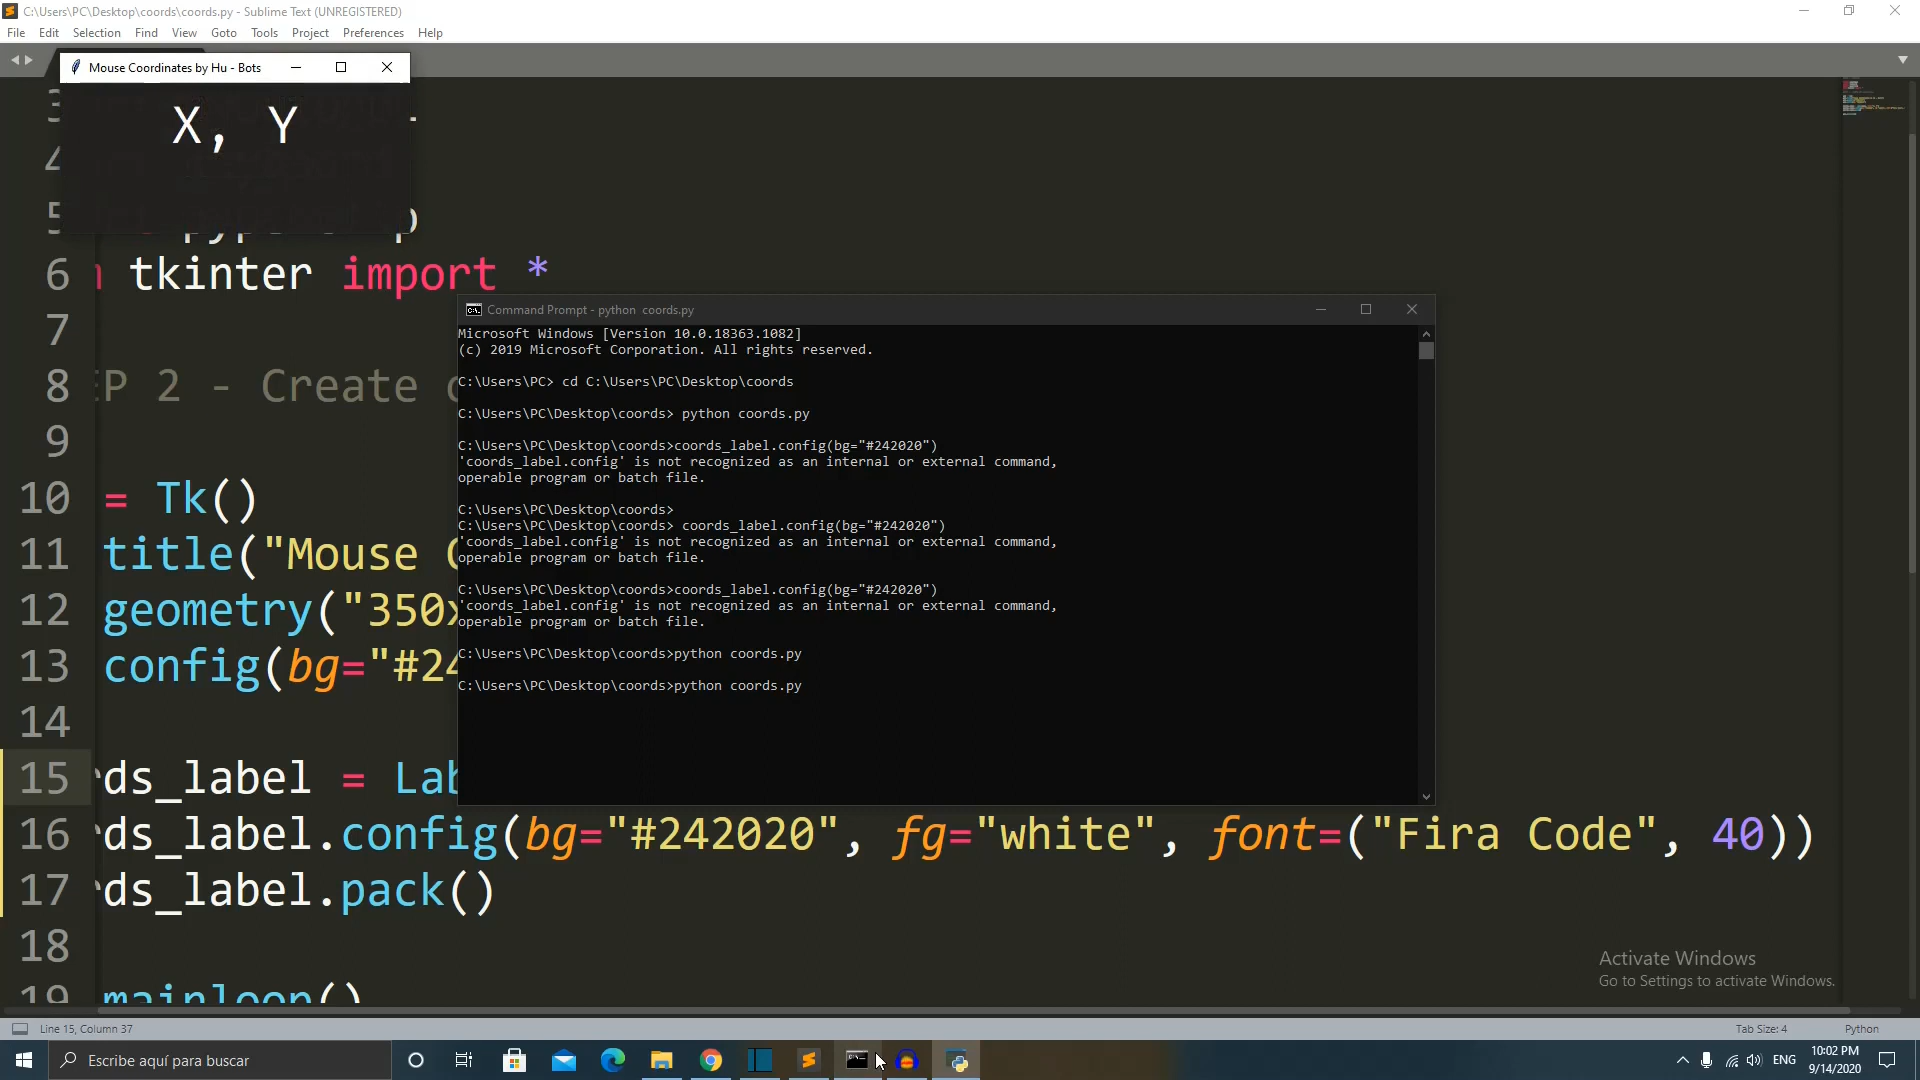 C:\Users\PC\Desktop\coords\coords.py - Sublime Text (UNREGISTERED)
File Edit Selection Find View Goto Tools Project Preferences Help
Mouse Coordinates by Hu - Bots
X, Y
3
4
5
6 tkinter import *
7
8 EP 2 - Create
9
10 = Tk()
11 title("Mouse
12 geometry("350
13 config(bg="#24
14
15 ds_label = Lab
16 ds_label.config(bg="#242020", fg="white", font=("Fira Code", 40))
17 ds_label.pack()
18
19 mainloop()
Command Prompt - python  coords.py
Microsoft Windows [Version 10.0.18363.1082]
(c) 2019 Microsoft Corporation. All rights reserved.
C:\Users\PC> cd C:\Users\PC\Desktop\coords
C:\Users\PC\Desktop\coords> python coords.py
C:\Users\PC\Desktop\coords>coords_label.config(bg="#242020")
'coords_label.config' is not recognized as an internal or external command,
operable program or batch file.
C:\Users\PC\Desktop\coords>
C:\Users\PC\Desktop\coords> coords_label.config(bg="#242020")
'coords_label.config' is not recognized as an internal or external command,
operable program or batch file.
C:\Users\PC\Desktop\coords>coords_label.config(bg="#242020")
'coords_label.config' is not recognized as an internal or external command,
operable program or batch file.
C:\Users\PC\Desktop\coords>python coords.py
C:\Users\PC\Desktop\coords>python coords.py
Activate Windows
Go to Settings to activate Windows.
Line 15, Column 37
Tab Size: 4
Python
Escribe aquí para buscar
ENG
10:02 PM
9/14/2020